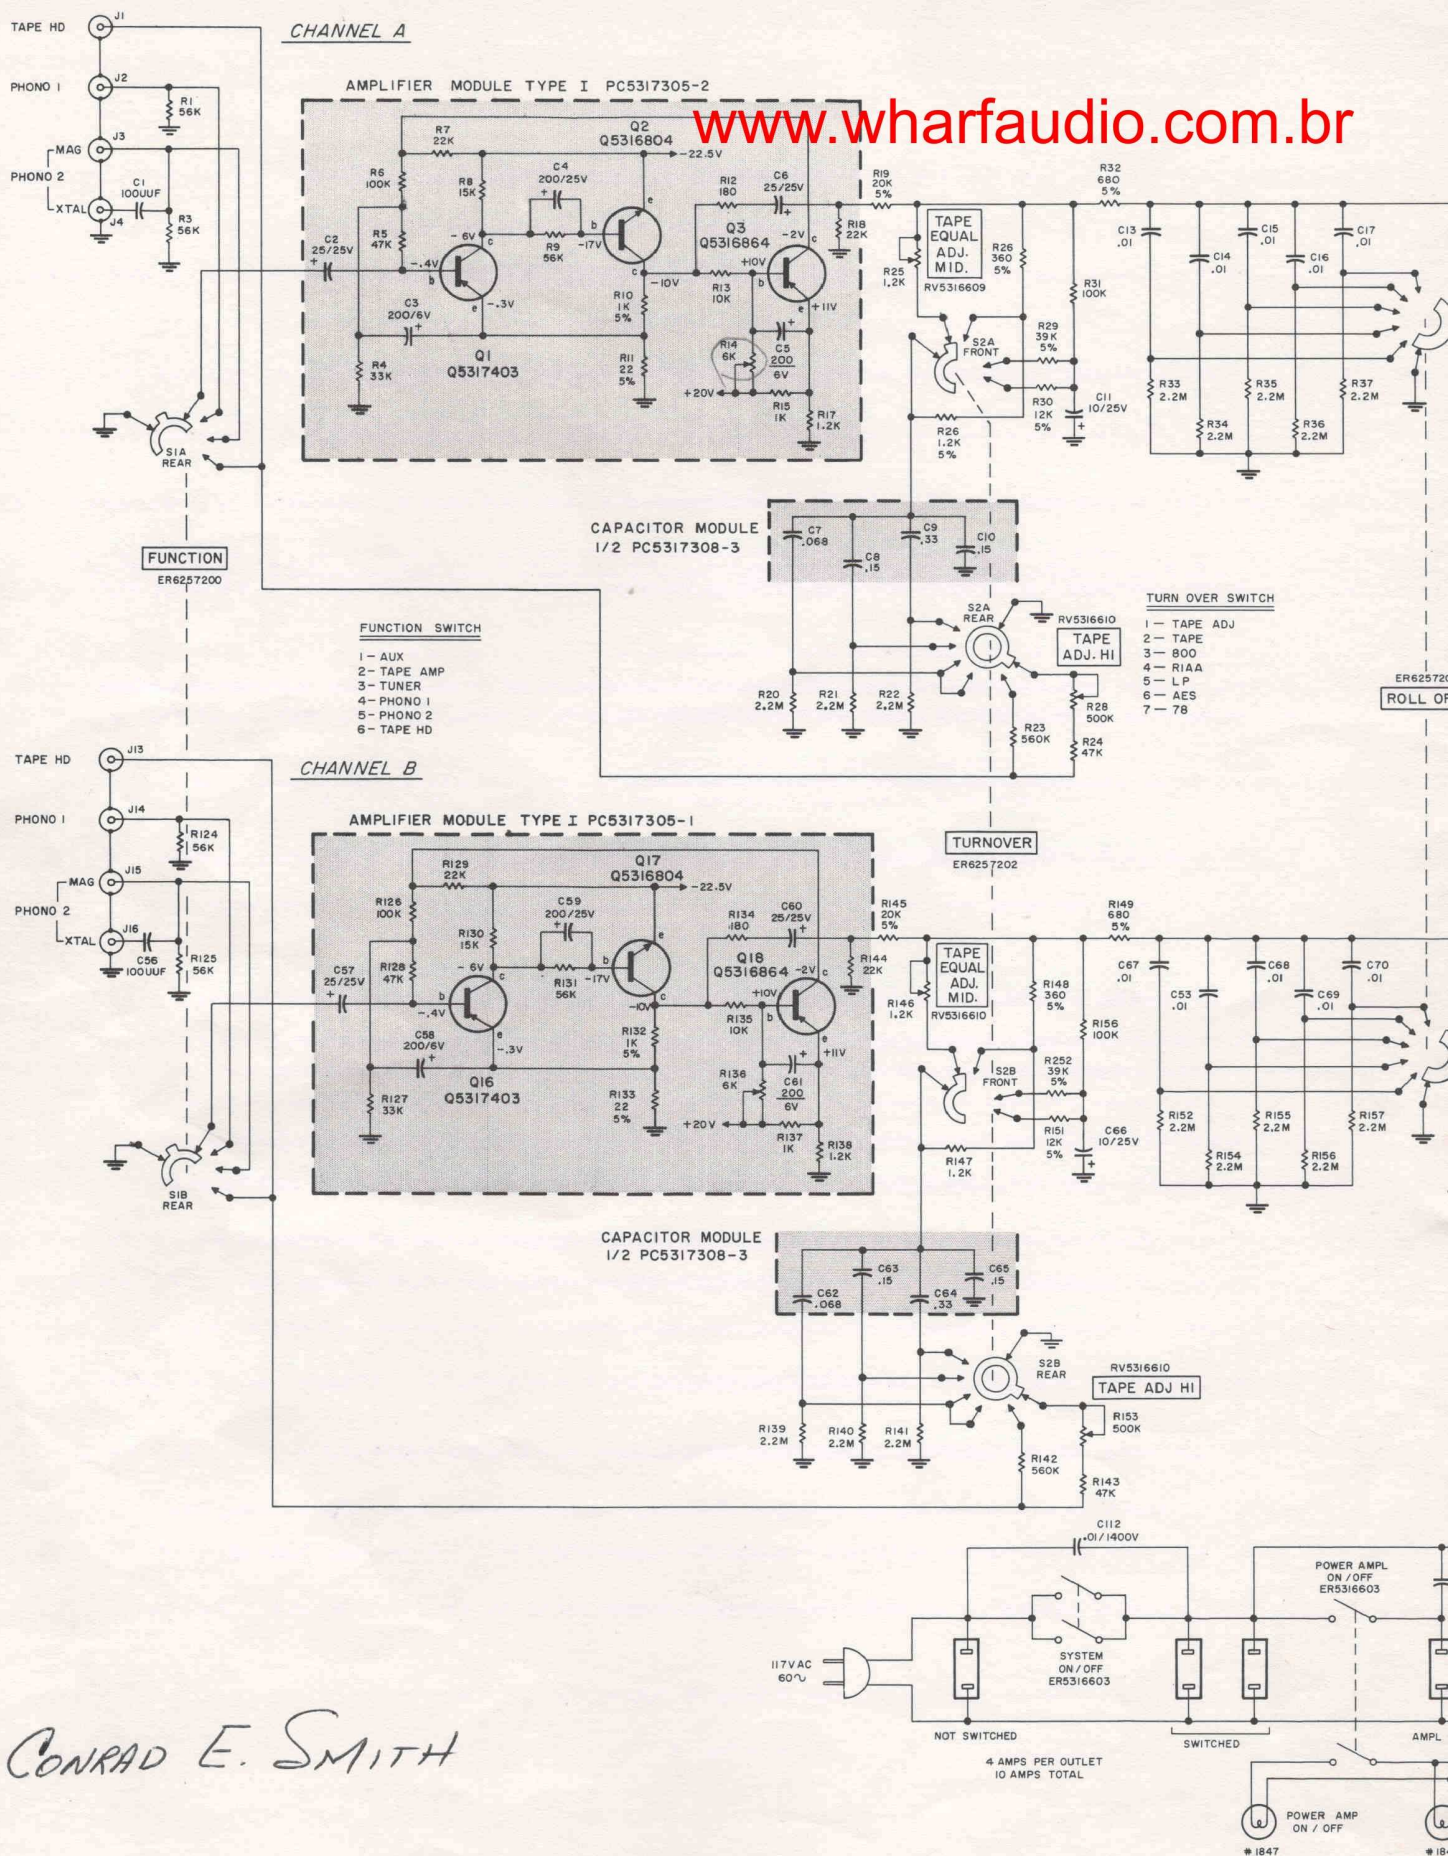 TAPE HD
J1
CHANNEL A
PHONO 1
J2
R1
56K
MAG
J3
PHONO 2
C1
100UUF
XTAL
J4
R3
56K
AMPLIFIER MODULE TYPE I PC5317305-2
www.wharfaudio.com.br
R7
22K
Q2
Q5316804
-22.5V
R6
100K
R8
15K
C4
200/25V
R12
180
C6
25/25V
R19
20K
5%
R32
680
5%
C2
25/25V
R5
47K
- 6V
c
b
R9
56K
-17V
e
Q3
Q5316864
-2V
c
R18
22K
-.4V
b
e
-.3V
c
-10V
R10
1K
5%
R13
10K
+10V
b
e
+11V
C3
200/6V
Q1
Q5317403
R4
33K
R11
22
5%
R14
6K
C5
200
6V
+20V
R15
1K
R17
1.2K
TAPE
EQUAL
ADJ.
MID.
RV5316609
R25
1.2K
R26
360
5%
R31
100K
S2A
FRONT
R29
39K
5%
R30
12K
5%
C11
10/25V
R26
1.2K
5%
C13
.01
C14
.01
C15
.01
C16
.01
C17
.01
R33
2.2M
R34
2.2M
R35
2.2M
R36
2.2M
R37
2.2M
S1A
REAR
FUNCTION
ER6257200
CAPACITOR MODULE
1/2 PC5317308-3
C7
.068
C8
.15
C9
.33
C10
.15
S2A
REAR
RV5316610
TAPE
ADJ. HI
R20
2.2M
R21
2.2M
R22
2.2M
R23
560K
R28
500K
R24
47K
FUNCTION SWITCH
1 - AUX
2 - TAPE AMP
3 - TUNER
4 - PHONO 1
5 - PHONO 2
6 - TAPE HD
TURN OVER SWITCH
1 — TAPE ADJ
2 — TAPE
3 — 800
4 — RIAA
5 — LP
6 — AES
7 — 78
ER625720
ROLL OF
TAPE HD
J13
CHANNEL B
PHONO 1
J14
R124
56K
MAG
J15
PHONO 2
XTAL
J16
C56
100UUF
R125
56K
AMPLIFIER MODULE TYPE I PC5317305-1
R129
22K
Q17
Q5316804
-22.5V
R126
100K
R130
15K
C59
200/25V
R134
180
C60
25/25V
R145
20K
5%
R149
680
5%
C57
25/25V
R128
47K
- 6V
c
b
R131
56K
-17V
e
Q18
Q5316864
-2V
c
R144
22K
-.4V
b
e
-.3V
c
-10V
R132
1K
5%
R135
10K
+10V
b
e
+11V
C58
200/6V
Q16
Q5317403
R127
33K
R133
22
5%
R136
6K
C61
200
6V
+20V
R137
1K
R138
1.2K
TAPE
EQUAL
ADJ.
MID.
RV5316610
R146
1.2K
R148
360
5%
R156
100K
S2B
FRONT
R252
39K
5%
R151
12K
5%
C66
10/25V
R147
1.2K
C67
.01
C53
.01
C68
.01
C69
.01
C70
.01
R152
2.2M
R154
2.2M
R155
2.2M
R156
2.2M
R157
2.2M
S1B
REAR
TURNOVER
ER6257202
CAPACITOR MODULE
1/2 PC5317308-3
C62
.068
C63
.15
C64
.33
C65
.15
S2B
REAR
RV5316610
TAPE ADJ HI
R139
2.2M
R140
2.2M
R141
2.2M
R142
560K
R153
500K
R143
47K
C112
.01/1400V
POWER AMPL
ON / OFF
ER5316603
117VAC
60∿
SYSTEM
ON / OFF
ER5316603
NOT SWITCHED
SWITCHED
AMPL
4 AMPS PER OUTLET
10 AMPS TOTAL
POWER AMP
ON / OFF
#1847
#184
CONRAD E. SMITH